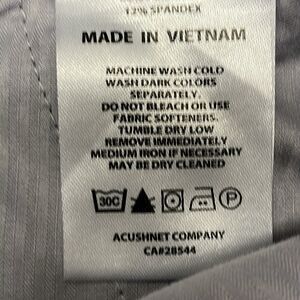 12% SPANDEX
MADE IN VIETNAM
MACHINE WASH COLD
WASH DARK COLORS
SEPARATELY.
DO NOT BLEACH OR USE
FABRIC SOFTENERS.
TUMBLE DRY LOW
REMOVE IMMEDIATELY
MEDIUM IRON IF NECESSARY
MAY BE DRY CLEANED
30C P
ACUSHNET COMPANY
CA#28544